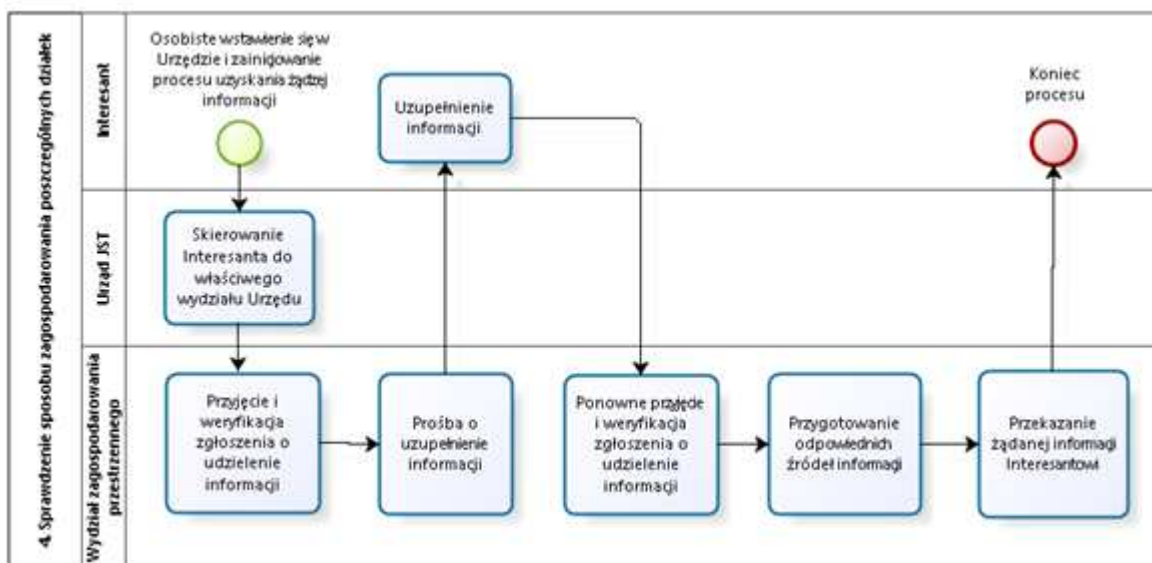 4. Sprawdzenie sposobu zagospodarowania poszczególnych działek
Interesant
Osobiste wstawienie się w
Urzędzie i zainicjowanie
procesu uzyskania żądzej
informacji
Uzupełnienie
informacji
Koniec
procesu
Urząd JST
Skierowanie
Interesanta do
właściwego
wydziału Urzędu
Wydział zagospodarowania
przestrzennego
Przyjęcie i
weryfikacja
zgłoszenia o
udzielenie
informacji
Prośba o
uzupełnienie
informacji
Ponowne przyjęcie
i weryfikacja
zgłoszenia o
udzielenie
informacji
Przygotowanie
odpowiednich
źródeł informacji
Przekazanie
żądanej informacji
Interesantowi